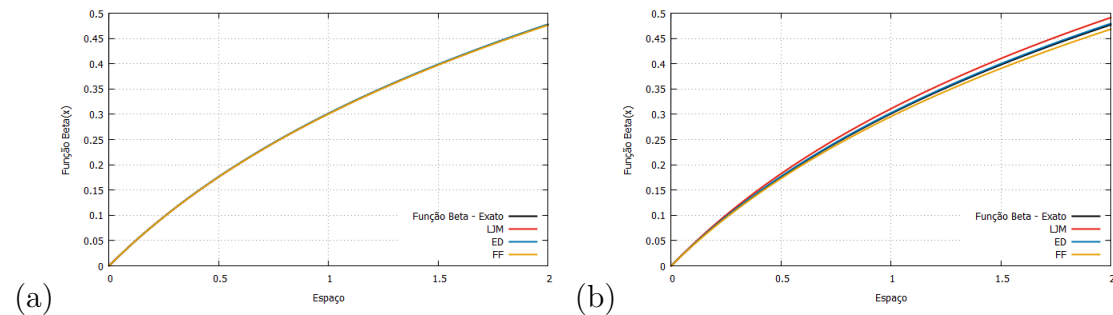 0.5
0.45
0.4
0.35
0.3
0.25
0.2
0.15
0.1
0.05
0
Função Beta(x)
Função Beta - Exato
LJM
ED
FF
0 0.5 1 1.5 2
Espaço
(a)
0.5
0.45
0.4
0.35
0.3
0.25
0.2
0.15
0.1
0.05
0
Função Beta(x)
Função Beta - Exato
LJM
ED
FF
0 0.5 1 1.5 2
Espaço
(b)